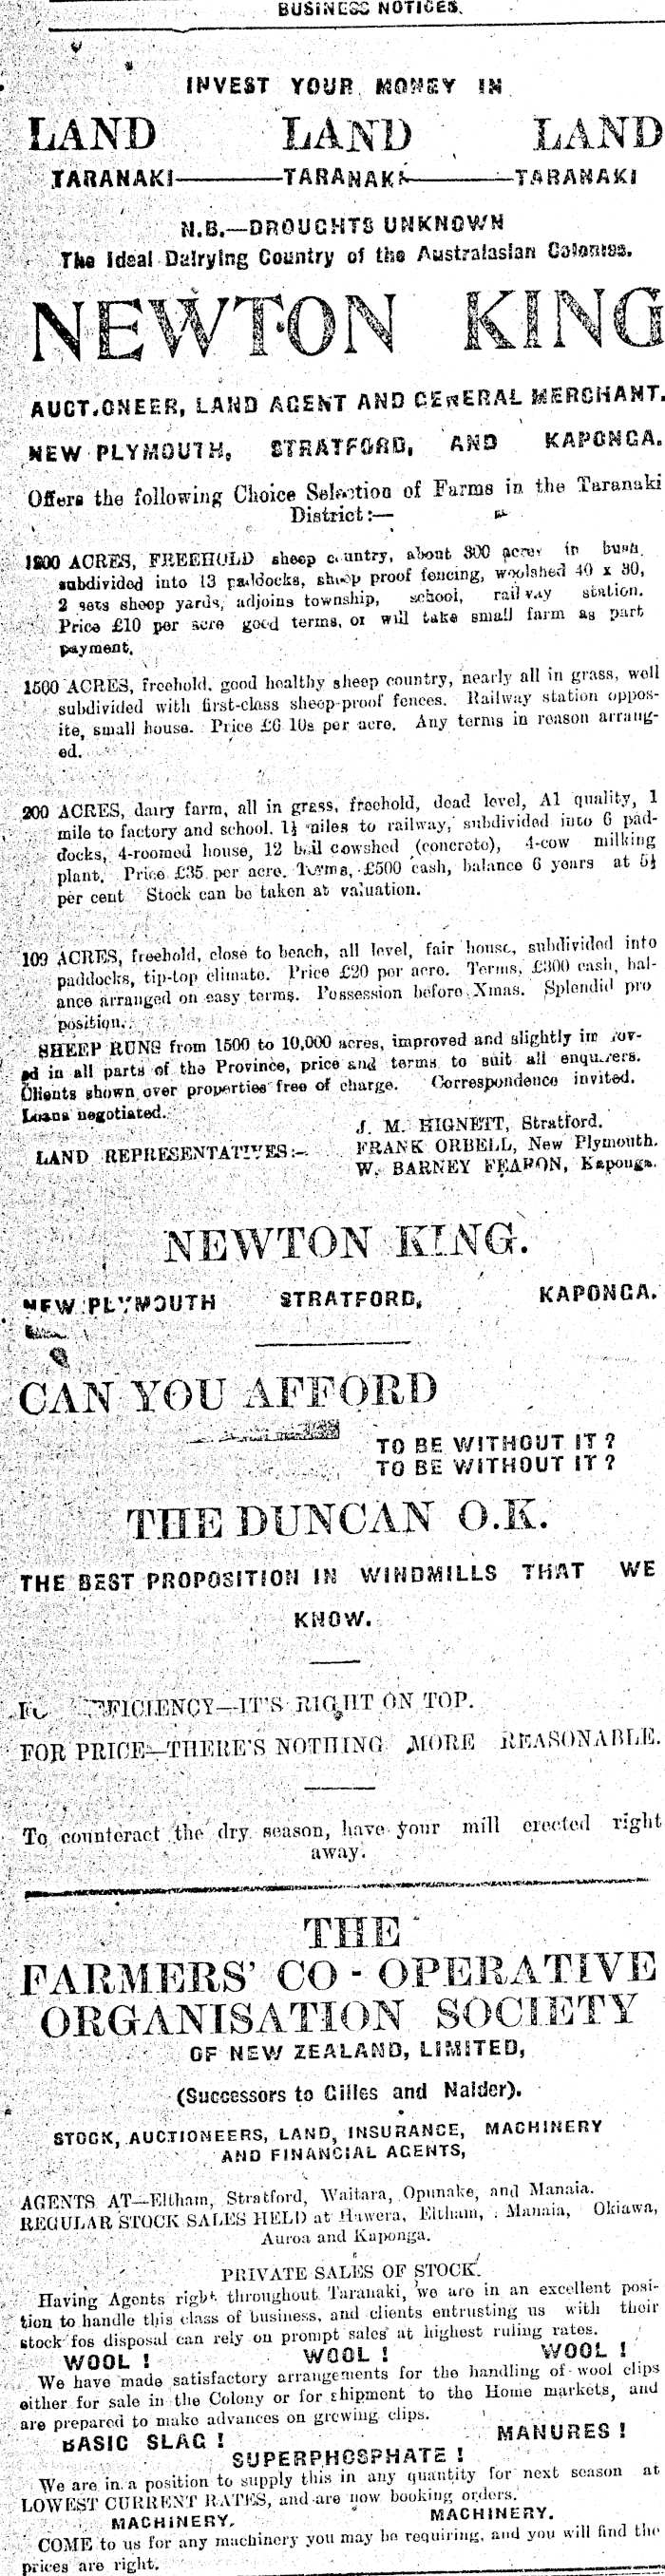 BUSINESS NOTICES.
INVEST YOUR MONEY IN
LAND LAND LAND
TARANAKI————TARANAKI————TARANAKI
N.B.—DROUGHTS UNKNOWN
The Ideal Dairying Country of the Australasian Colonies.
NEWTON KING
AUCTIONEER, LAND AGENT AND GENERAL MERCHANT.
NEW PLYMOUTH, STRATFORD, AND KAPONGA.
Offers the following Choice Selection of Farms in the Taranaki
District:—
ACRES, FREEHOLD sheep country, about 300 acres in bush
subdivided into 13 paddocks, sheep proof fencing, woolshed 40 x 30,
2 sets sheep yards, adjoins township, school, railway station.
Price £10 per acre good terms, or will take small farm as part
payment.
1500 ACRES, freehold, good healthy sheep country, nearly all in grass, well
subdivided with first-class sheep-proof fences. Railway station oppos-
ite, small house. Price £6 10s per acre. Any terms in reason arrang-
ed.
200 ACRES, dairy farm, all in grass, freehold, dead level, A1 quality, 1
mile to factory and school, 1½ miles to railway, subdivided into 6 pad-
docks, 4-roomed house, 12 bail cowshed (concrete), 4-cow milking
plant. Price £35 per acre. Terms, £500 cash, balance 6 years at 5½
per cent Stock can be taken at valuation.
109 ACRES, freehold, close to beach, all level, fair house, subdivided into
paddocks, tip-top climate. Price £20 per acre. Terms, £300 cash, bal-
ance arranged on easy terms. Possession before Xmas. Splendid pro
position.
SHEEP RUNS from 1500 to 10,000 acres, improved and slightly improv-
ed in all parts of the Province, price and terms to suit all enquirers.
Clients shown over properties free of charge. Correspondence invited.
Loans negotiated.
J. M. HIGNETT, Stratford.
LAND REPRESENTATIVES:— FRANK ORBELL, New Plymouth.
W. BARNEY FEARON, Kaponga.
NEWTON KING.
NEW PLYMOUTH STRATFORD, KAPONGA.
CAN YOU AFFORD
TO BE WITHOUT IT?
TO BE WITHOUT IT?
THE DUNCAN O.K.
THE BEST PROPOSITION IN WINDMILLS THAT WE
KNOW.
FOR EFFICIENCY—IT'S RIGHT ON TOP.
FOR PRICE—THERE'S NOTHING MORE REASONABLE.
To counteract the dry season, have your mill erected right
away.
THE
FARMERS' CO-OPERATIVE
ORGANISATION SOCIETY
OF NEW ZEALAND, LIMITED,
(Successors to Gilles and Nalder).
STOCK, AUCTIONEERS, LAND, INSURANCE, MACHINERY
AND FINANCIAL AGENTS,
AGENTS AT—Eltham, Stratford, Waitara, Opunake, and Manaia.
REGULAR STOCK SALES HELD at Hawera, Eltham, Manaia, Okiawa,
Auroa and Kaponga.
PRIVATE SALES OF STOCK.
Having Agents right throughout Taranaki, we are in an excellent posi-
tion to handle this class of business, and clients entrusting us with their
stock fos disposal can rely on prompt sales at highest ruling rates.
WOOL! WOOL! WOOL!
We have made satisfactory arrangements for the handling of wool clips
either for sale in the Colony or for shipment to the Home markets, and
are prepared to make advances on growing clips.
BASIC SLAG! MANURES!
SUPERPHOSPHATE!
We are in a position to supply this in any quantity for next season at
LOWEST CURRENT RATES, and are now booking orders.
MACHINERY. MACHINERY.
COME to us for any machinery you may be requiring, and you will find the
prices are right.